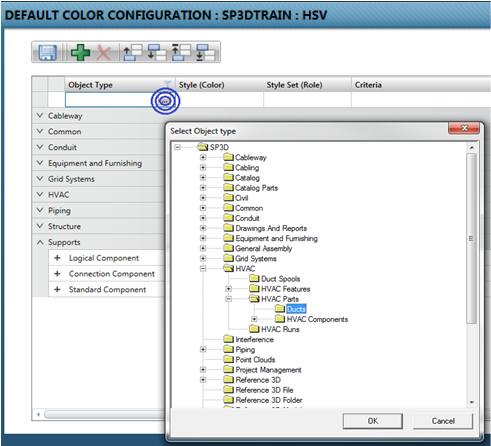 DEFAULT COLOR CONFIGURATION : SP3DTRAIN : HSV
Object Type
Style (Color)
Style Set (Role)
Criteria
Cableway
Common
Conduit
Equipment and Furnishing
Grid Systems
HVAC
Piping
Structure
Supports
Logical Component
Connection Component
Standard Component
Select Object type
SP3D
Cableway
Cabling
Catalog
Catalog Parts
Civil
Common
Conduit
Drawings And Reports
Equipment and Furnishing
General Assembly
Grid Systems
HVAC
Duct Spools
HVAC Features
HVAC Parts
Ducts
HVAC Components
HVAC Runs
Interference
Piping
Point Clouds
Project Management
Reference 3D
Reference 3D File
Reference 3D Folder
OK
Cancel